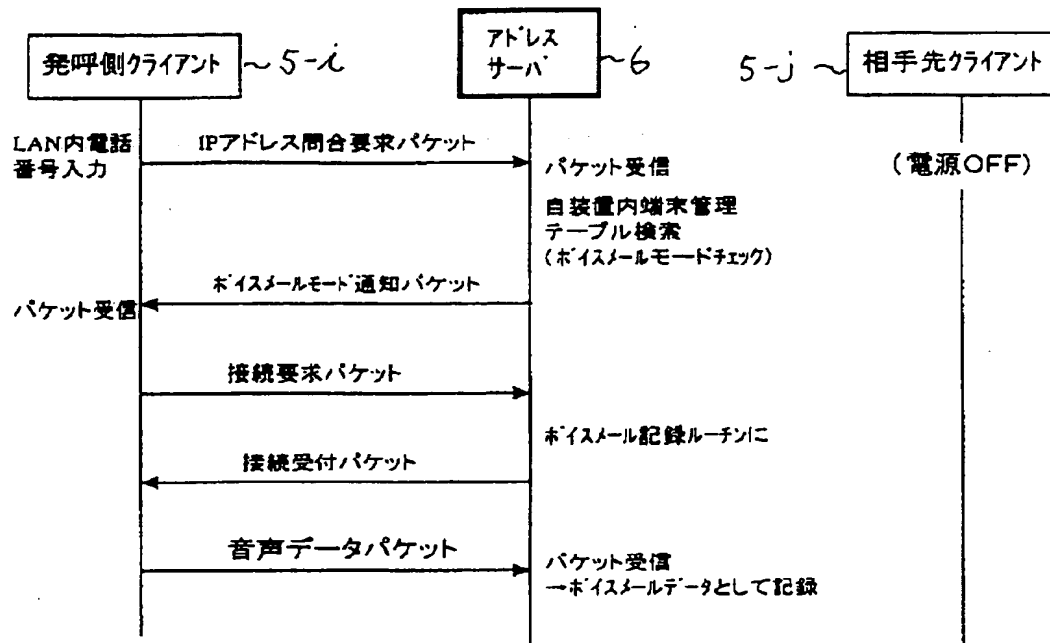 発呼側クライアント
~5-i
アドレス
サーバ
~6
5-j~
相手先クライアント
LAN内電話
番号入力
IPアドレス問合要求パケット
パケット受信
(電源OFF)
自装置内端末管理
テーブル検索
(ボイスメールモードチェック)
ボイスメールモード通知パケット
パケット受信
接続要求パケット
ボイスメール記録ルーチンに
接続受付パケット
音声データパケット
パケット受信
→ボイスメールデータとして記録